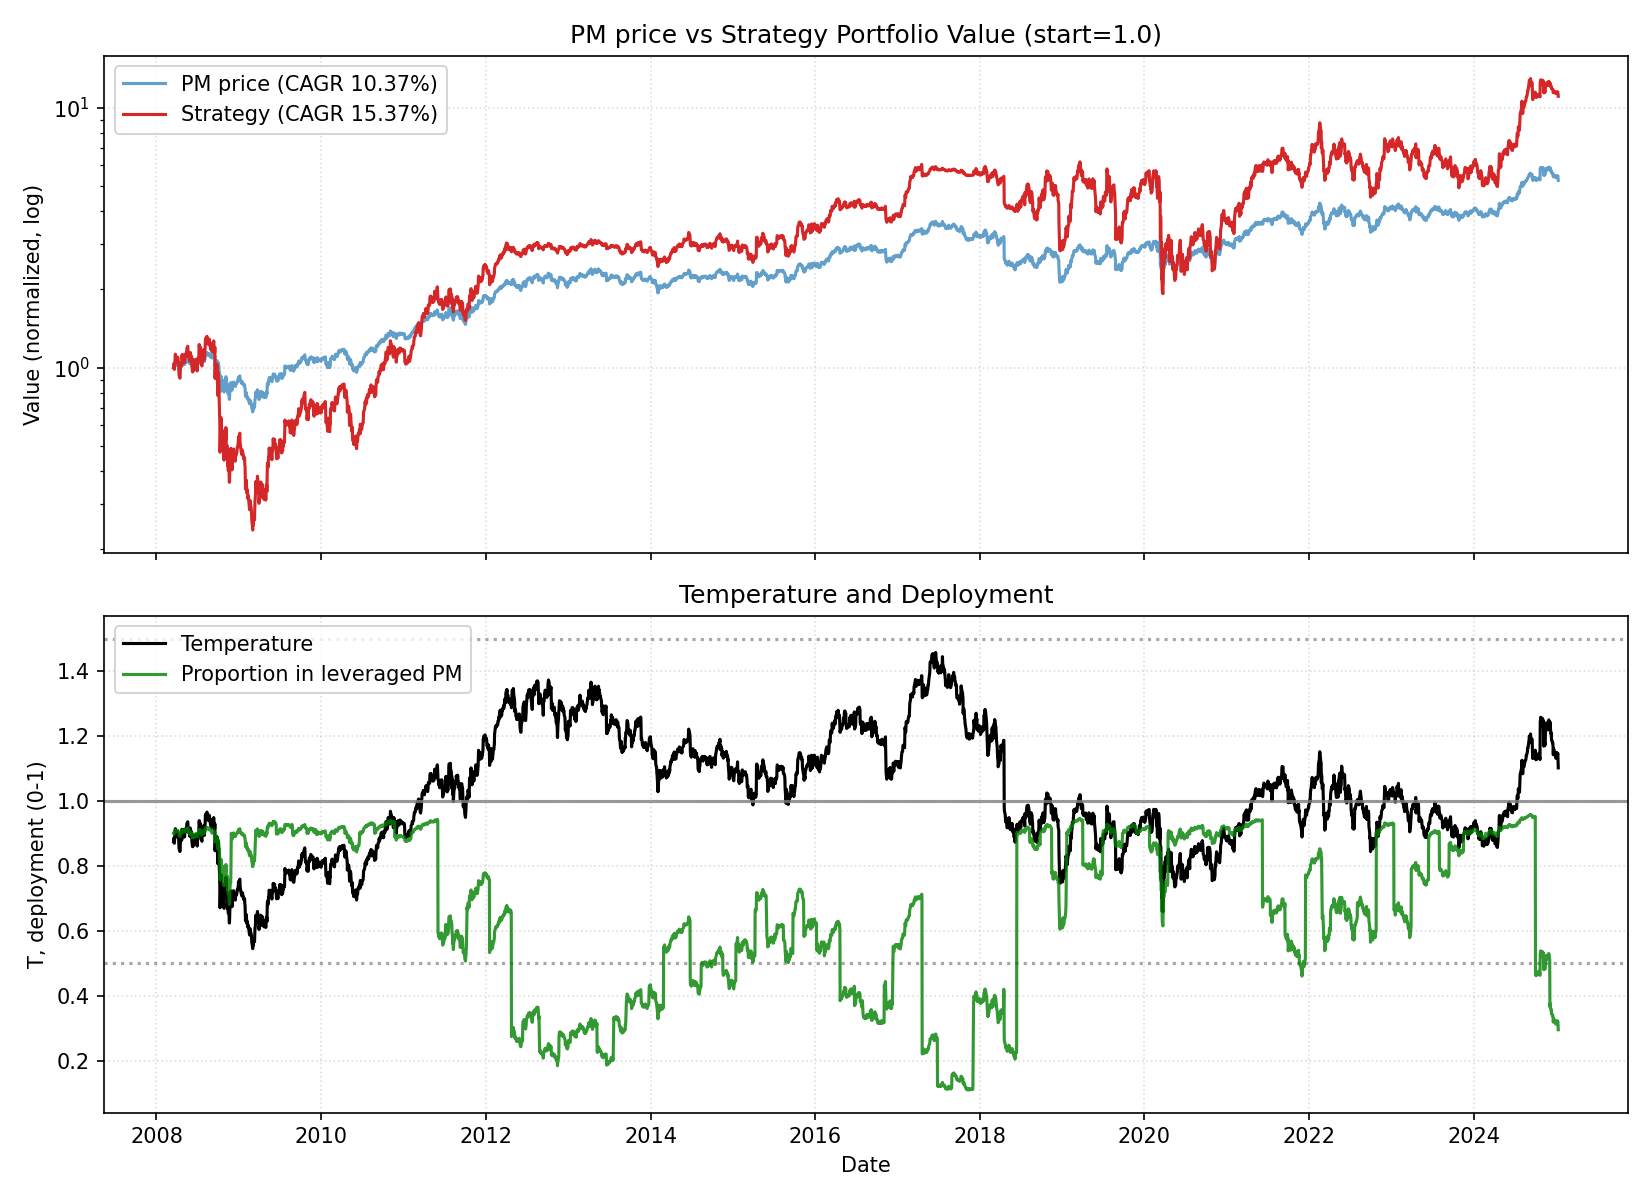 PM price vs Strategy Portfolio Value (start=1.0)
PM price (CAGR 10.37%)
Strategy (CAGR 15.37%)
10¹
10⁰
Value (normalized, log)
Temperature and Deployment
Temperature
Proportion in leveraged PM
1.4
1.2
1.0
0.8
0.6
0.4
0.2
T, deployment (0-1)
2008 2010 2012 2014 2016 2018 2020 2022 2024
Date